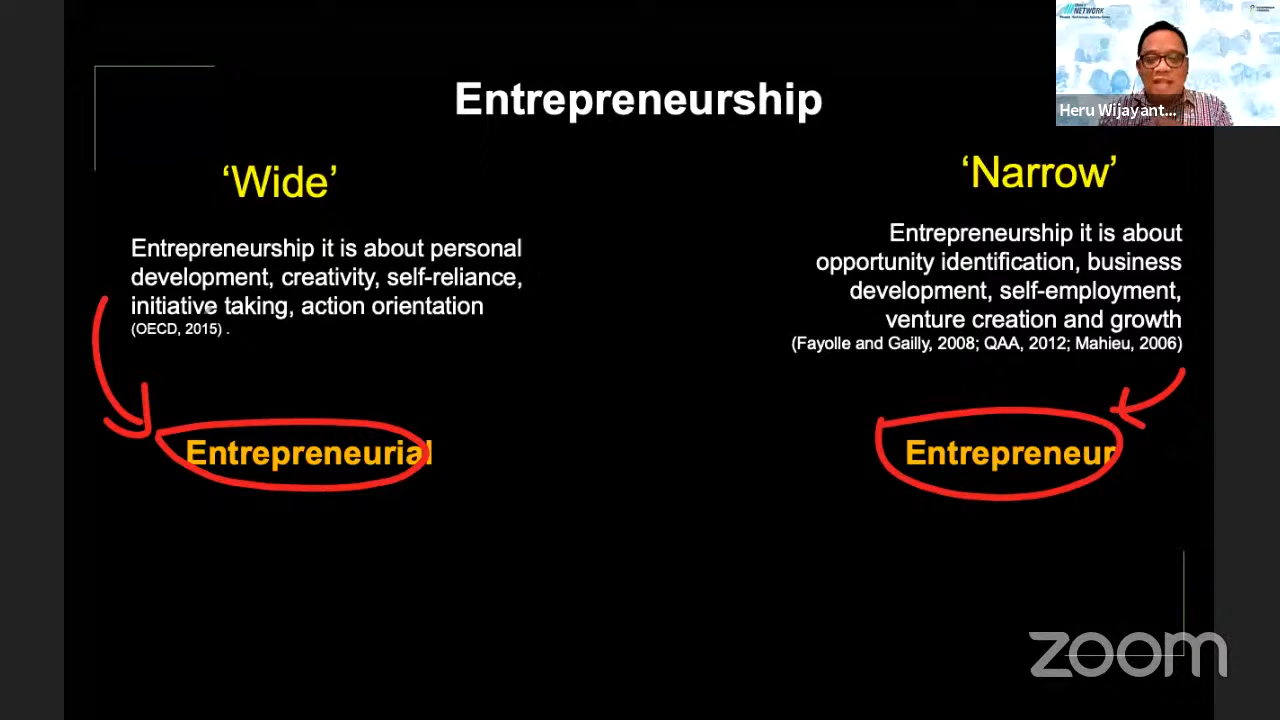 Entrepreneurship
NETWORK
Heru Wijayant...
‘Wide’
Entrepreneurship it is about personal
development, creativity, self-reliance,
initiative taking, action orientation
(OECD, 2015) .
Entrepreneurial
‘Narrow’
Entrepreneurship it is about
opportunity identification, business
development, self-employment,
venture creation and growth
(Fayolle and Gailly, 2008; QAA, 2012; Mahieu, 2006)
Entrepreneur
zoom